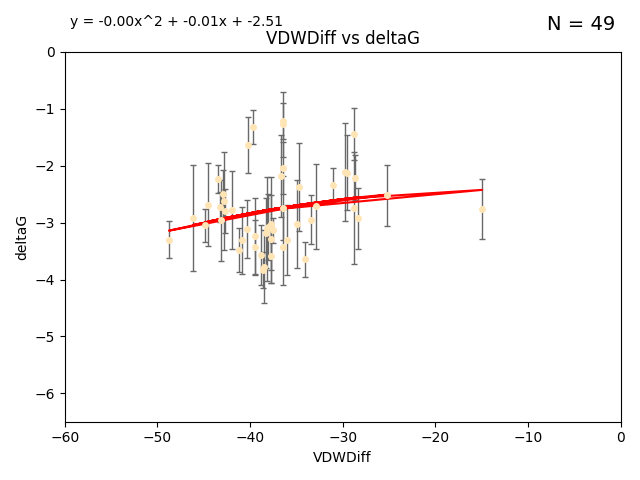 y = -0.00x^2 + -0.01x + -2.51
N = 49
VDWDiff vs deltaG
0
−1
−2
−3
−4
−5
−6
deltaG
−60 −50 −40 −30 −20 −10 0
VDWDiff